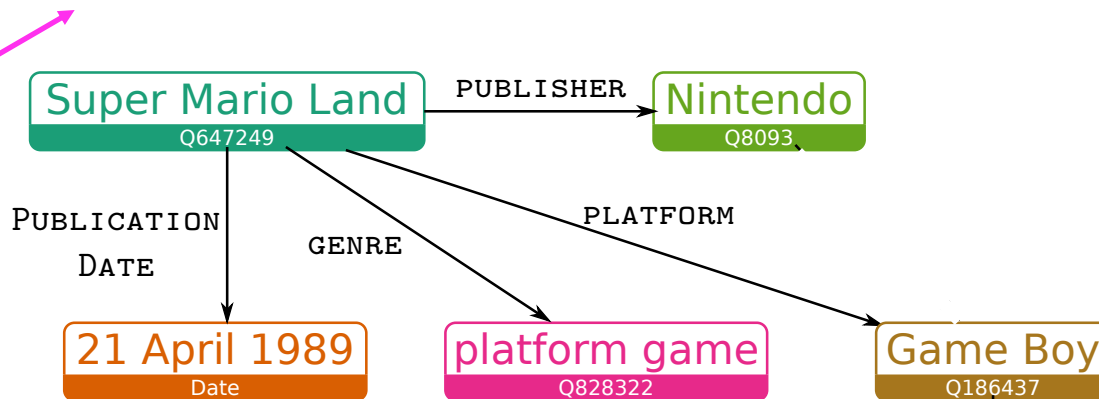 Super Mario Land
Q647249
PUBLISHER
Nintendo
Q8093
PUBLICATION
DATE
GENRE
PLATFORM
21 April 1989
Date
platform game
Q828322
Game Boy
Q186437